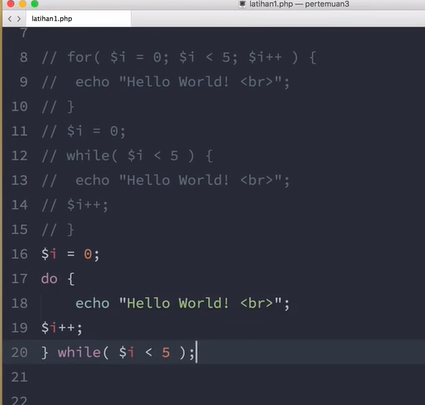 latihan1.php — pertemuan3
latihan1.php
7
8 // for( $i = 0; $i < 5; $i++ ) {
9 //  echo "Hello World! <br>";
10 // }
11 // $i = 0;
12 // while( $i < 5 ) {
13 //  echo "Hello World! <br>";
14 // $i++;
15 // }
16 $i = 0;
17 do {
18     echo "Hello World! <br>";
19 $i++;
20 } while( $i < 5 );
21
22